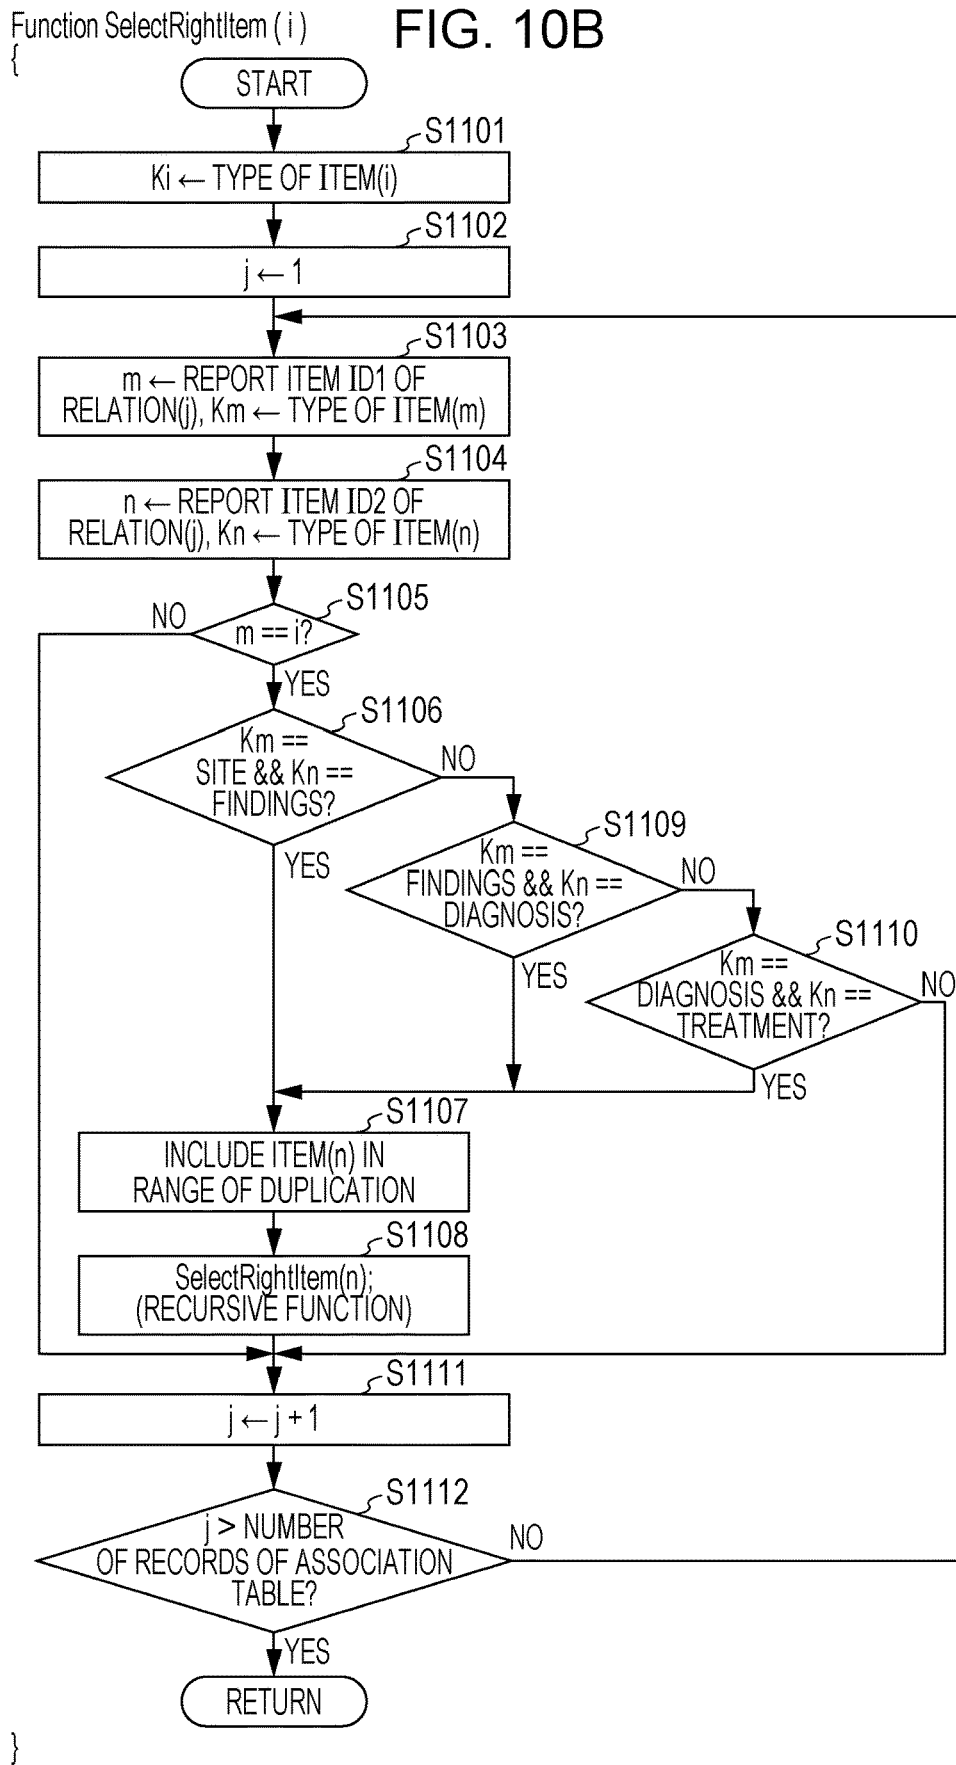 Function SelectRightItem ( i )
FIG. 10B
{
START
S1101
Ki ← TYPE OF ITEM(i)
S1102
j ← 1
S1103
m ← REPORT ITEM ID1 OF
RELATION(j), Km ← TYPE OF ITEM(m)
S1104
n ← REPORT ITEM ID2 OF
RELATION(j), Kn ← TYPE OF ITEM(n)
S1105
NO
m == i?
YES
S1106
Km ==
SITE && Kn ==
FINDINGS?
NO
YES
S1109
Km ==
FINDINGS && Kn ==
DIAGNOSIS?
NO
YES
S1110
Km ==
DIAGNOSIS && Kn ==
TREATMENT?
NO
YES
S1107
INCLUDE ITEM(n) IN
RANGE OF DUPLICATION
S1108
SelectRightItem(n);
(RECURSIVE FUNCTION)
S1111
j ← j + 1
S1112
j > NUMBER
OF RECORDS OF ASSOCIATION
TABLE?
NO
YES
RETURN
}